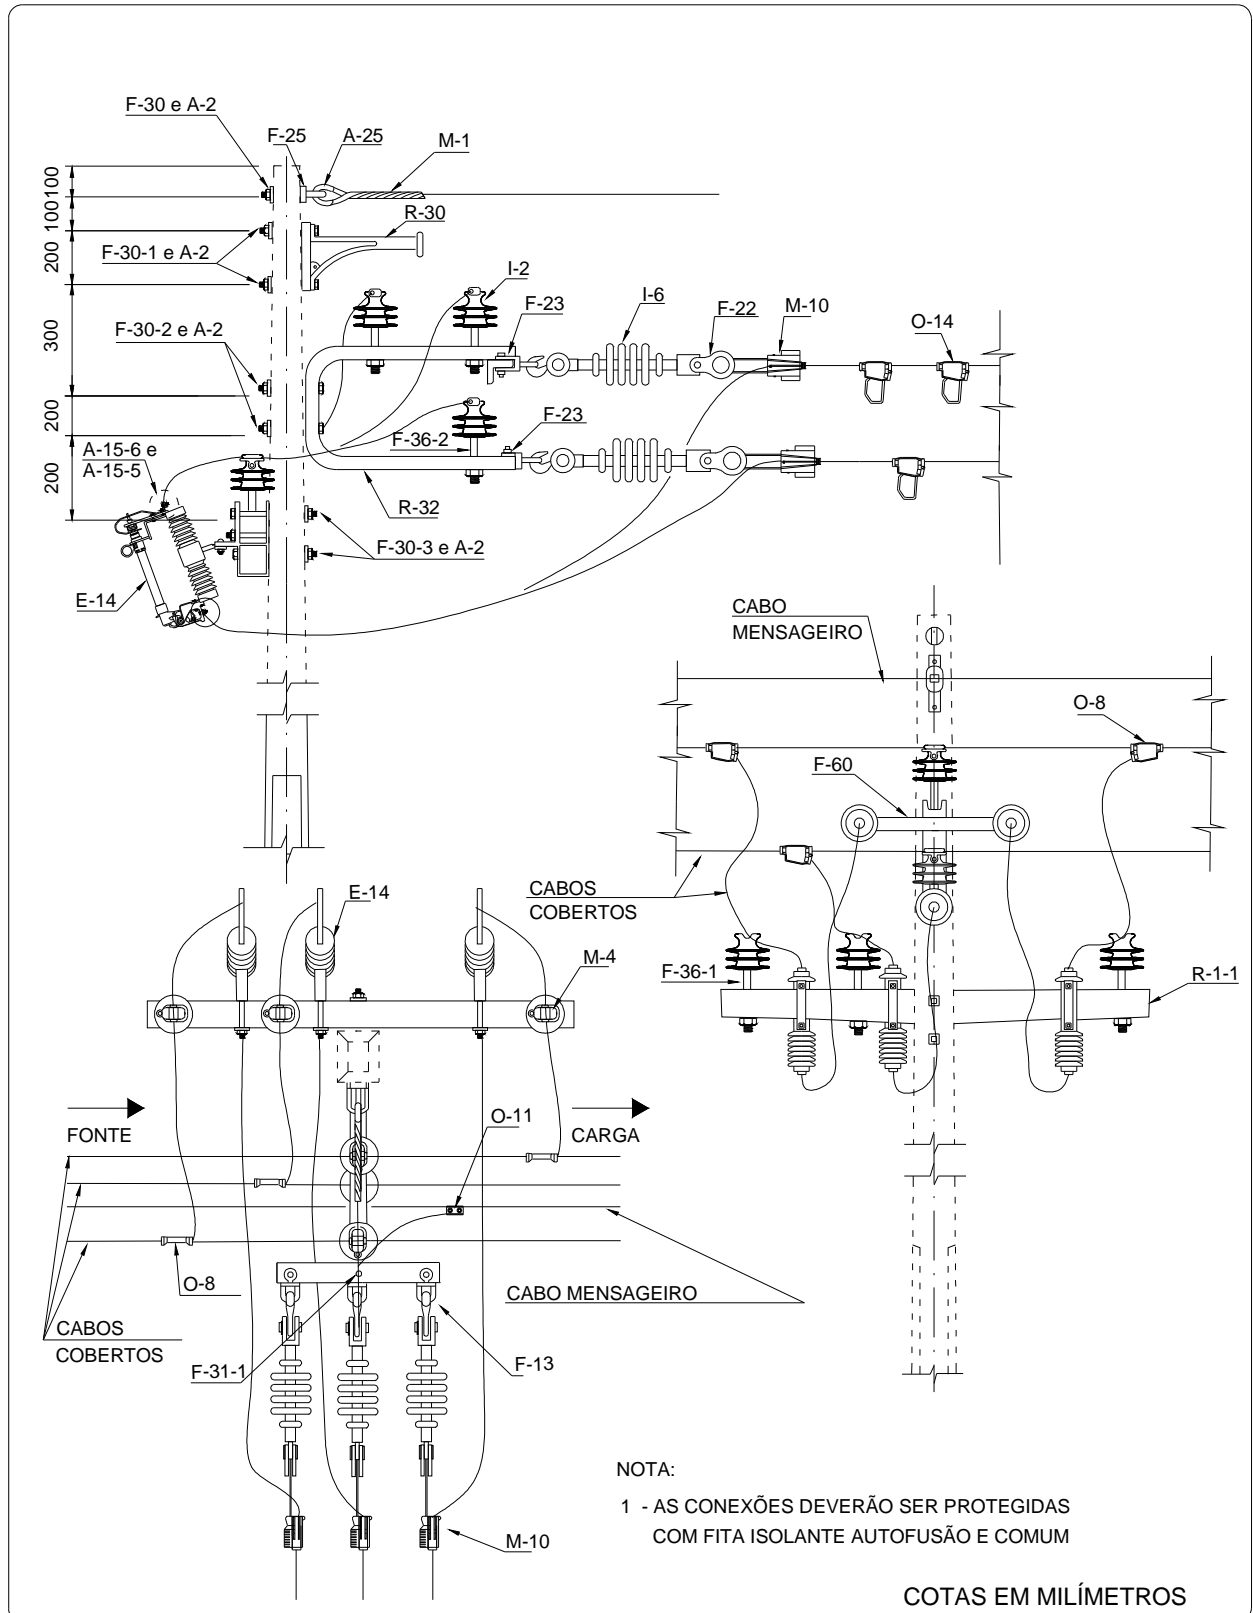 F-30 e A-2
F-25
A-25
M-1
100
100
200
300
200
200
R-30
F-30-1 e A-2
I-2
F-23
I-6
F-22
M-10
O-14
F-30-2 e A-2
A-15-6 e
A-15-5
F-36-2
F-23
R-32
F-30-3 e A-2
E-14
CABO
MENSAGEIRO
O-8
F-60
CABOS
COBERTOS
F-36-1
R-1-1
E-14
M-4
FONTE
O-11
CARGA
O-8
CABO MENSAGEIRO
CABOS
COBERTOS
F-31-1
F-13
M-10
NOTA:
1 - AS CONEXÕES DEVERÃO SER PROTEGIDAS
COM FITA ISOLANTE AUTOFUSÃO E COMUM
COTAS EM MILÍMETROS